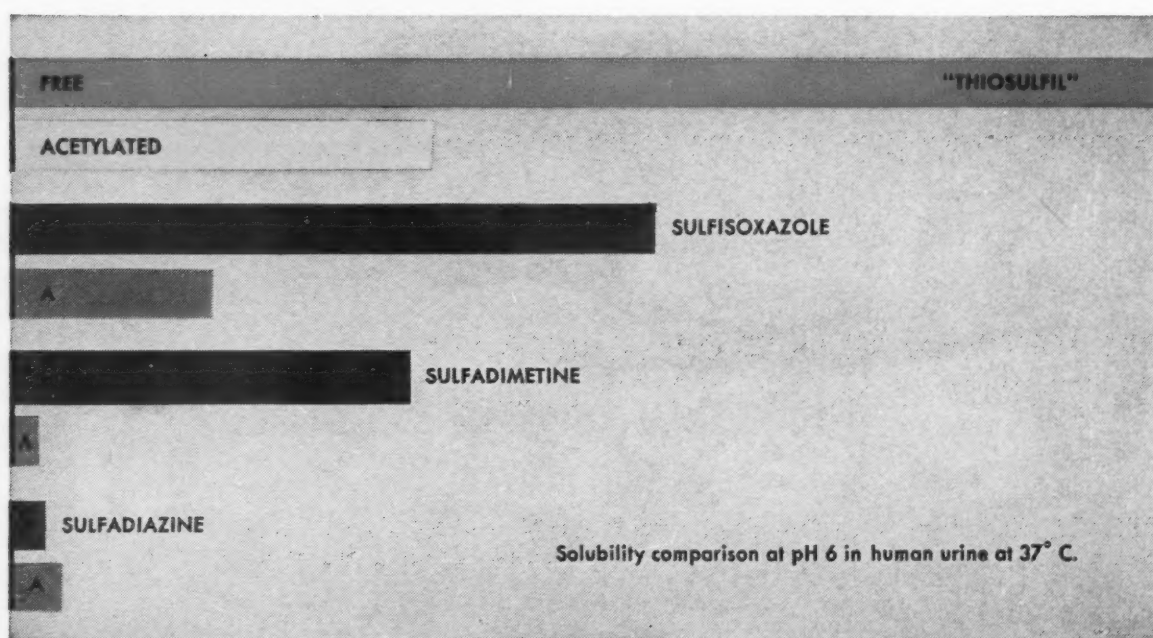 FREE "THIOSULFIL"
ACETYLATED
SULFISOXAZOLE
A
SULFADIMETINE
A
SULFADIAZINE
A
Solubility comparison at pH 6 in human urine at 37° C.